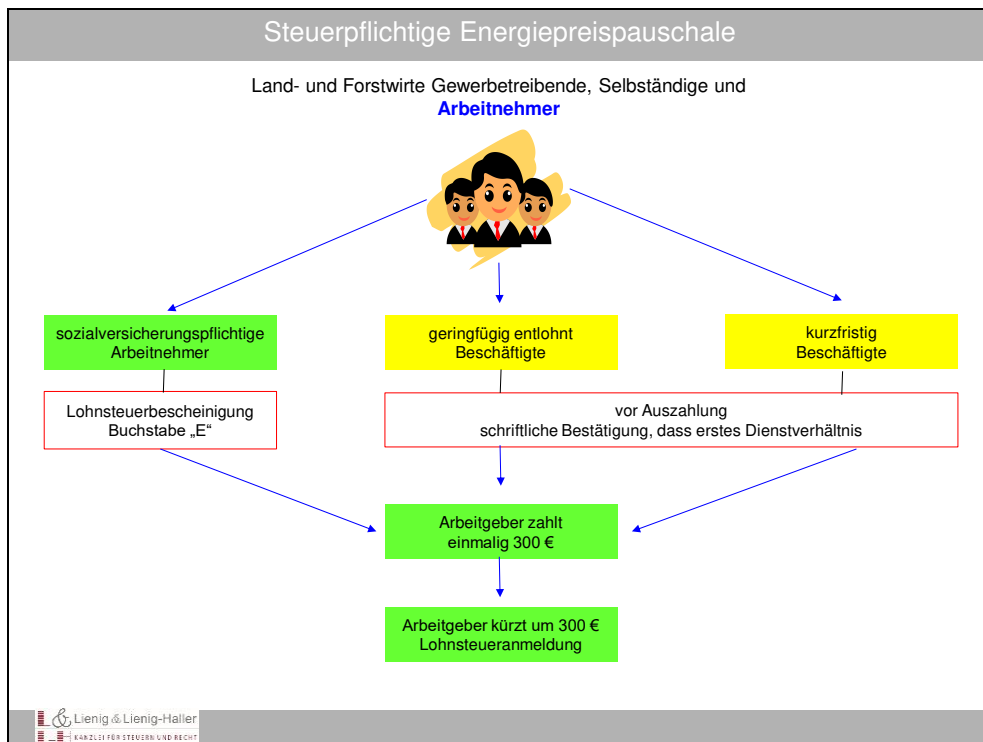 Steuerpflichtige Energiepreispauschale
Land- und Forstwirte Gewerbetreibende, Selbständige und
Arbeitnehmer
sozialversicherungspflichtige
Arbeitnehmer
geringfügig entlohnt
Beschäftigte
kurzfristig
Beschäftigte
Lohnsteuerbescheinigung
Buchstabe „E“
vor Auszahlung
schriftliche Bestätigung, dass erstes Dienstverhältnis
Arbeitgeber zahlt
einmalig 300 €
Arbeitgeber kürzt um 300 €
Lohnsteueranmeldung
L & Lienig & Lienig-Haller
L H KANZLEI FÜR STEUERN UND RECHT